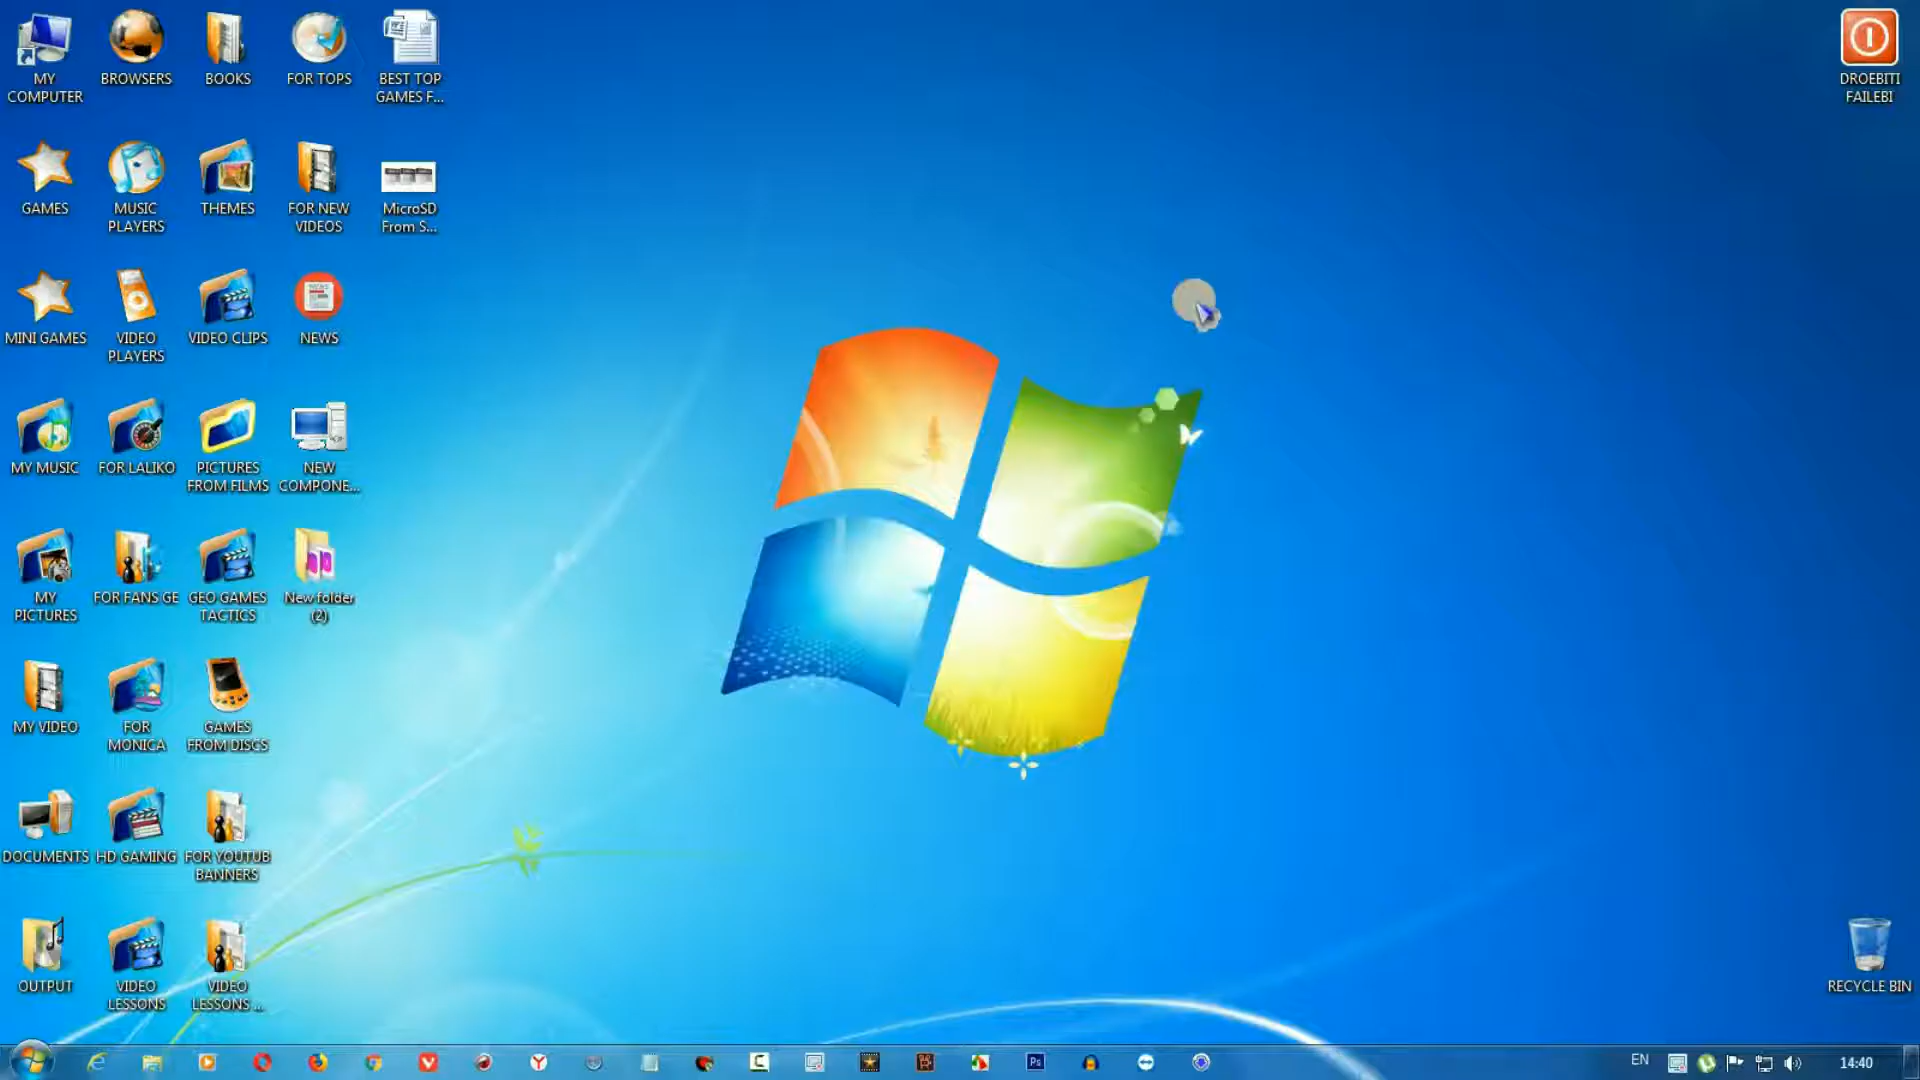 MY
COMPUTER
BROWSERS
BOOKS
FOR TOPS
BEST TOP
GAMES F...
DROEBITI
FAILEBI
GAMES
MUSIC
PLAYERS
THEMES
FOR NEW
VIDEOS
MicroSD
From S...
MINI GAMES
VIDEO
PLAYERS
VIDEO CLIPS
NEWS
NEWS
MY MUSIC
FOR LALIKO
PICTURES
FROM FILMS
NEW
COMPONE...
MY
PICTURES
FOR FANS GE
GEO GAMES
TACTICS
New folder
(2)
MY VIDEO
FOR
MONICA
GAMES
FROM DISCS
DOCUMENTS
HD GAMING
FOR YOUTUB
BANNERS
OUTPUT
VIDEO
LESSONS
VIDEO
LESSONS ...
RECYCLE BIN
Ps
EN
14:40